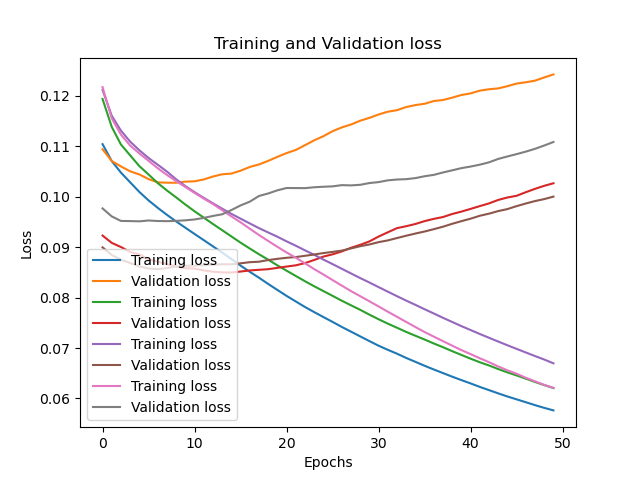 Training and Validation loss
Loss
0.12
0.11
0.10
0.09
0.08
0.07
0.06
Training loss
Validation loss
Training loss
Validation loss
Training loss
Validation loss
Training loss
Validation loss
0 10 20 30 40 50
Epochs